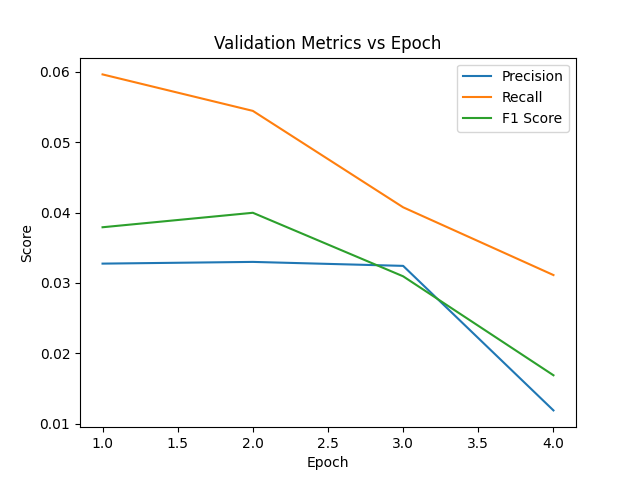 Validation Metrics vs Epoch
Precision
Recall
F1 Score
0.06
0.05
0.04
0.03
0.02
0.01
Score
1.0 1.5 2.0 2.5 3.0 3.5 4.0
Epoch